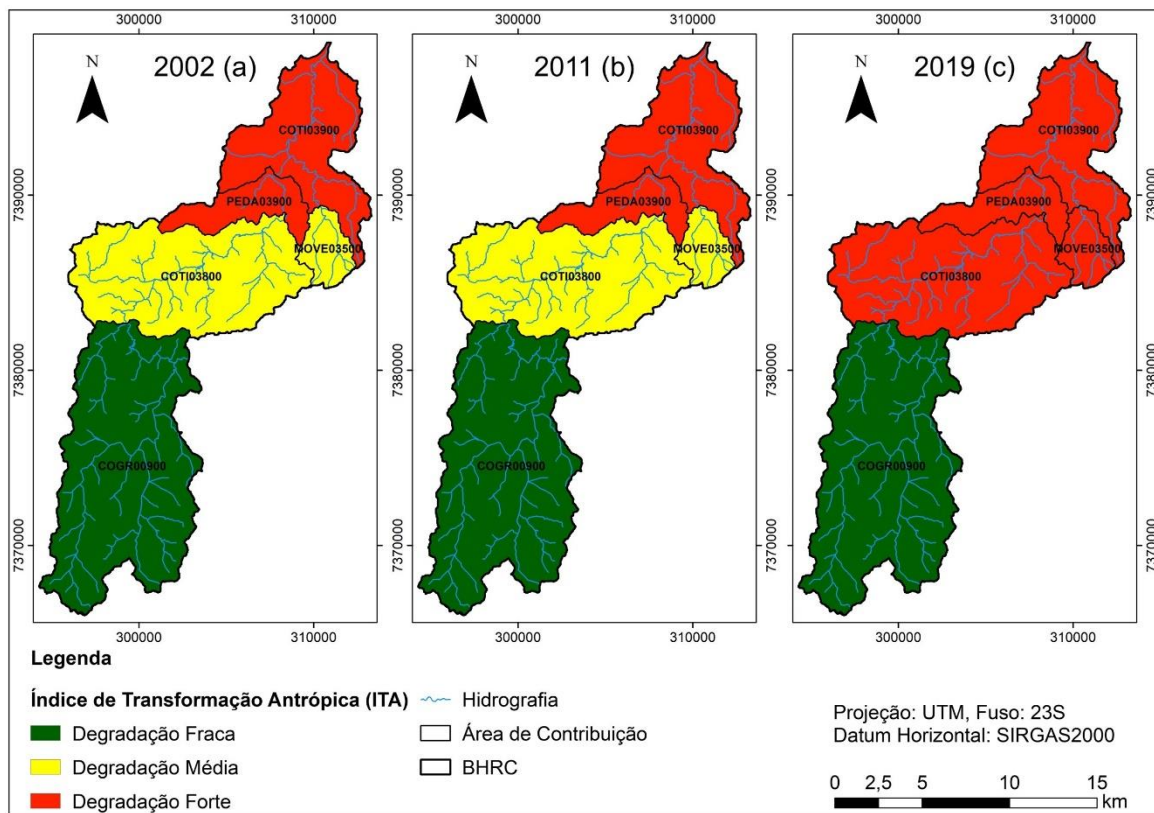 300000 310000 300000 310000 300000 310000
N 2002 (a) N 2011 (b) N 2019 (c)
COTI03900 COTI03900 COTI03900
7390000 7390000 7390000 7390000
PEDA03900 PEDA03900 PEDA03900
MOVE03500 MOVE03500 MOVE03500
COTI03800 COTI03800 COTI03800
7380000 7380000 7380000 7380000
COGR00900 COGR00900 COGR00900
7370000 7370000 7370000 7370000
300000 310000 300000 310000 300000 310000
Legenda
Índice de Transformação Antrópica (ITA)
Degradação Fraca
Degradação Média
Degradação Forte
Hidrografia
Área de Contribuição
BHRC
Projeção: UTM, Fuso: 23S
Datum Horizontal: SIRGAS2000
0 2,5 5 10 15
km